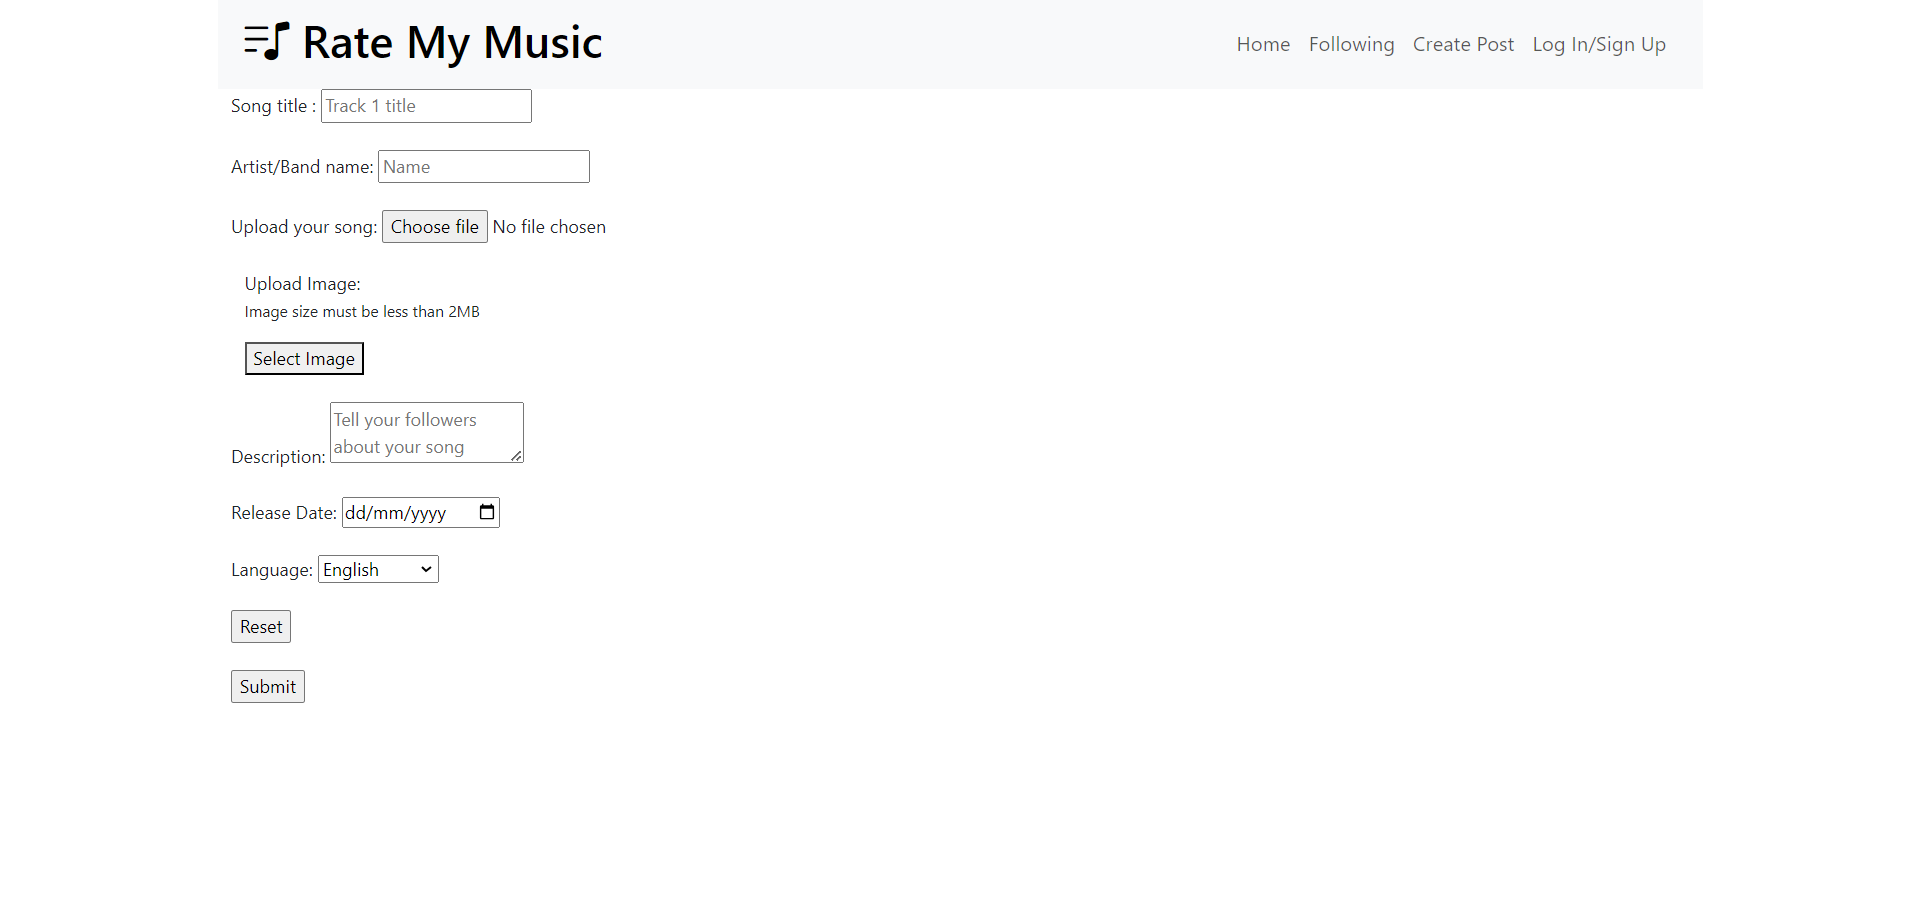 Rate My Music
Home Following Create Post Log In/Sign Up
Song title : Track 1 title
Artist/Band name: Name
Upload your song: Choose file No file chosen
Upload Image:
Image size must be less than 2MB
Select Image
Tell your followers
about your song
Description:
Release Date: dd/mm/yyyy
Language: English
Reset
Submit